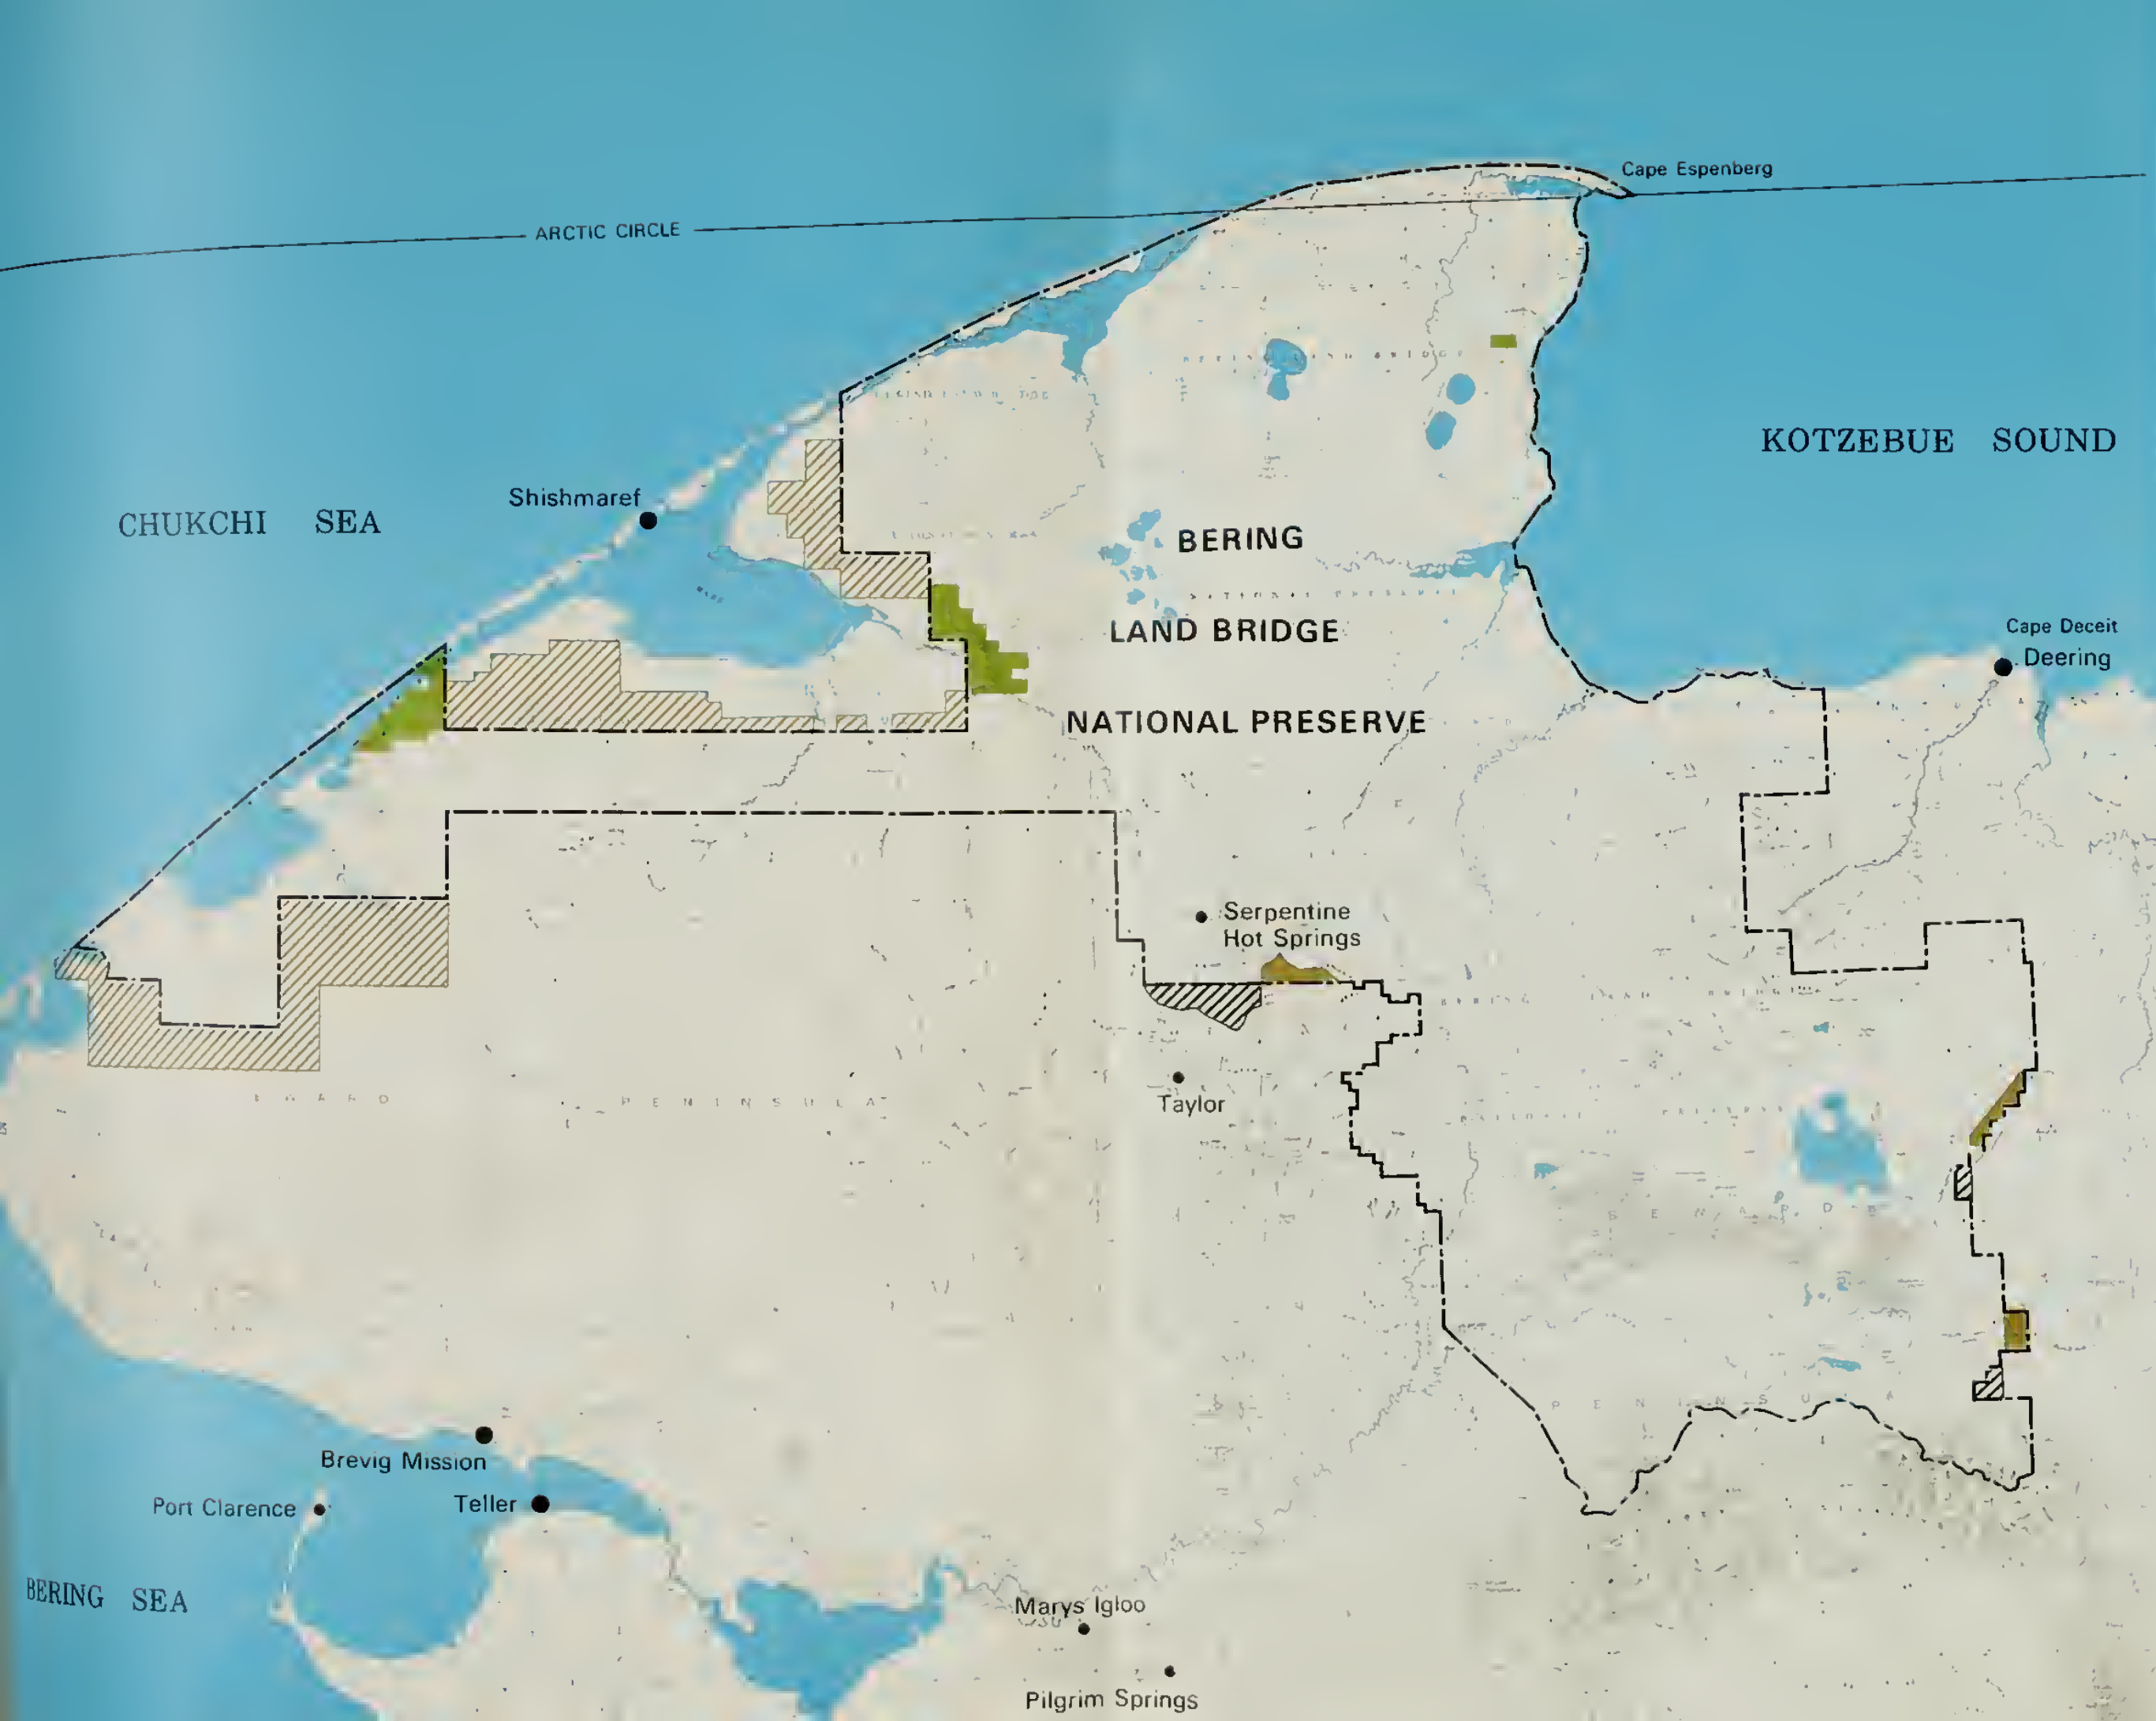 Cape Espenberg
ARCTIC CIRCLE
KOTZEBUE SOUND
Shishmaref
CHUKCHI SEA
BERING
LAND BRIDGE
NATIONAL PRESERVE
Cape Deceit
Deering
Serpentine
Hot Springs
Taylor
PENINSULA
Brevig Mission
Port Clarence
Teller
BERING SEA
Marys Igloo
Pilgrim Springs